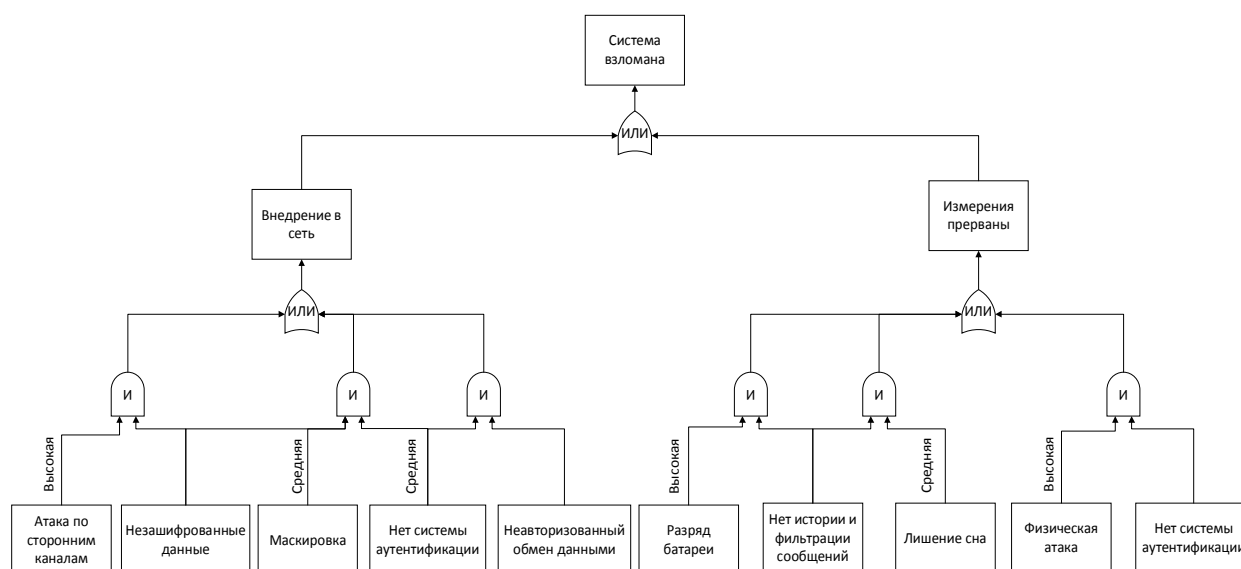 Система
взломана
ИЛИ
Внедрение в
сеть
Измерения
прерваны
ИЛИ
ИЛИ
И
И
И
И
И
И
Высокая
Средняя
Средняя
Высокая
Средняя
Высокая
Атака по
сторонним
каналам
Незашифрованные
данные
Маскировка
Нет системы
аутентификации
Неавторизованный
обмен данными
Разряд
батареи
Нет истории и
фильтрации
сообщений
Лишение сна
Физическая
атака
Нет системы
аутентификации